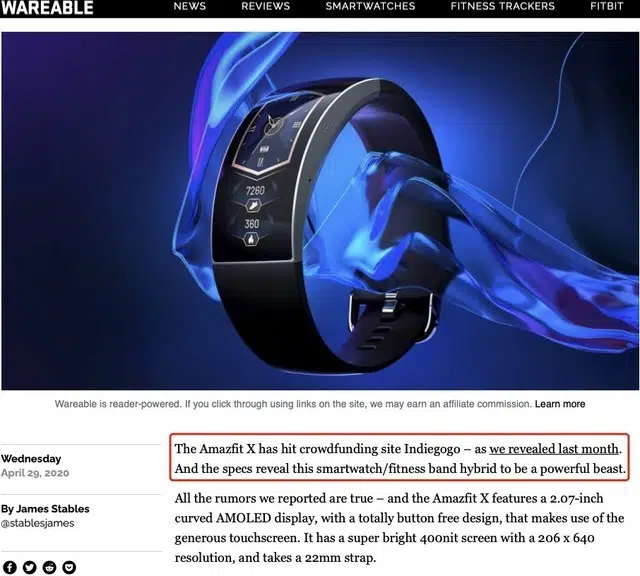 WAREABLE
NEWS REVIEWS SMARTWATCHES FITNESS TRACKERS FITBIT
7260
360
Wareable is reader-powered. If you click through using links on the site, we may earn an affiliate commission. Learn more
Wednesday
April 29, 2020
By James Stables
@stablesjames
The Amazfit X has hit crowdfunding site Indiegogo – as we revealed last month.
And the specs reveal this smartwatch/fitness band hybrid to be a powerful beast.
All the rumors we reported are true – and the Amazfit X features a 2.07-inch
curved AMOLED display, with a totally button free design, that makes use of the
generous touchscreen. It has a super bright 400nit screen with a 206 x 640
resolution, and takes a 22mm strap.